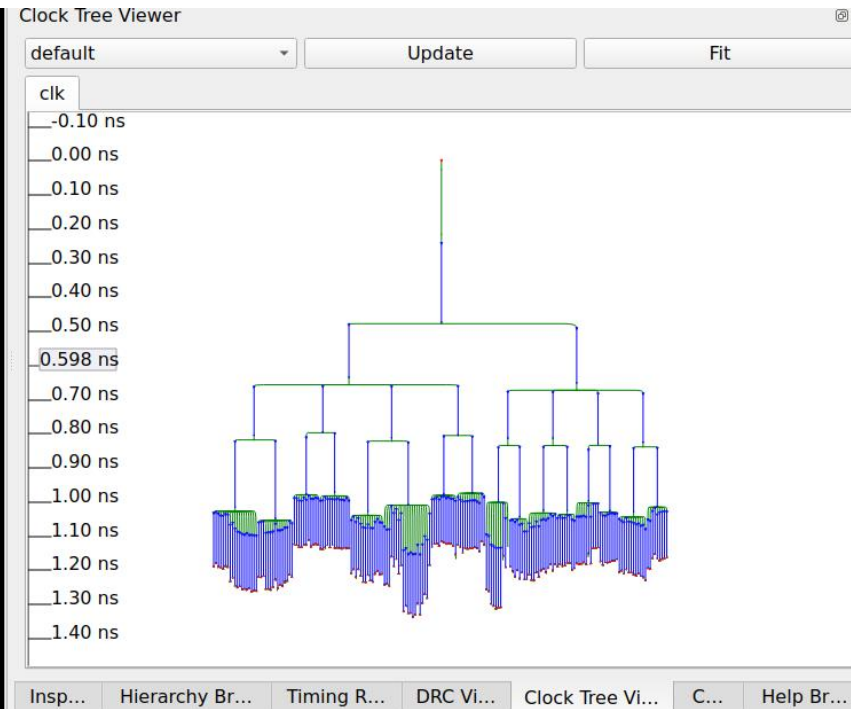 Clock Tree Viewer
default Update Fit
clk
-0.10 ns
0.00 ns
0.10 ns
0.20 ns
0.30 ns
0.40 ns
0.50 ns
0.598 ns
0.70 ns
0.80 ns
0.90 ns
1.00 ns
1.10 ns
1.20 ns
1.30 ns
1.40 ns
Insp... Hierarchy Br... Timing R... DRC Vi... Clock Tree Vi... C... Help Br...